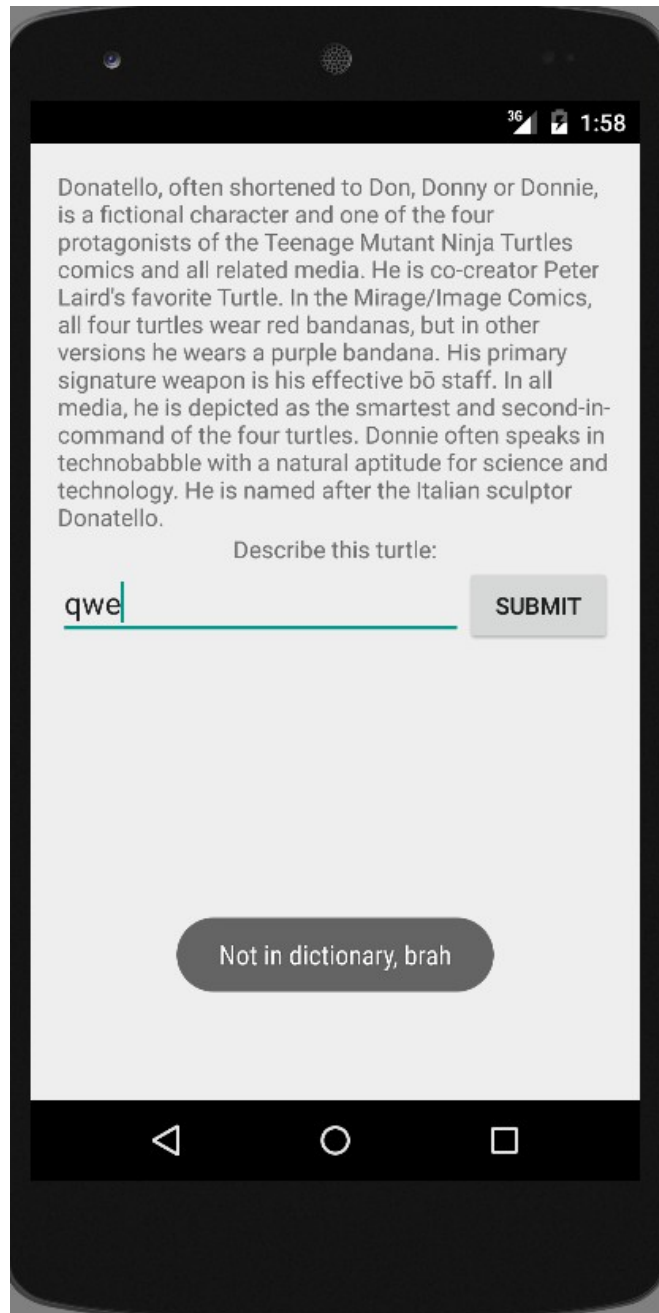 3G 1:58
Donatello, often shortened to Don, Donny or Donnie,
is a fictional character and one of the four
protagonists of the Teenage Mutant Ninja Turtles
comics and all related media. He is co-creator Peter
Laird's favorite Turtle. In the Mirage/Image Comics,
all four turtles wear red bandanas, but in other
versions he wears a purple bandana. His primary
signature weapon is his effective bō staff. In all
media, he is depicted as the smartest and second-in-
command of the four turtles. Donnie often speaks in
technobabble with a natural aptitude for science and
technology. He is named after the Italian sculptor
Donatello.
Describe this turtle:
qwe SUBMIT
Not in dictionary, brah